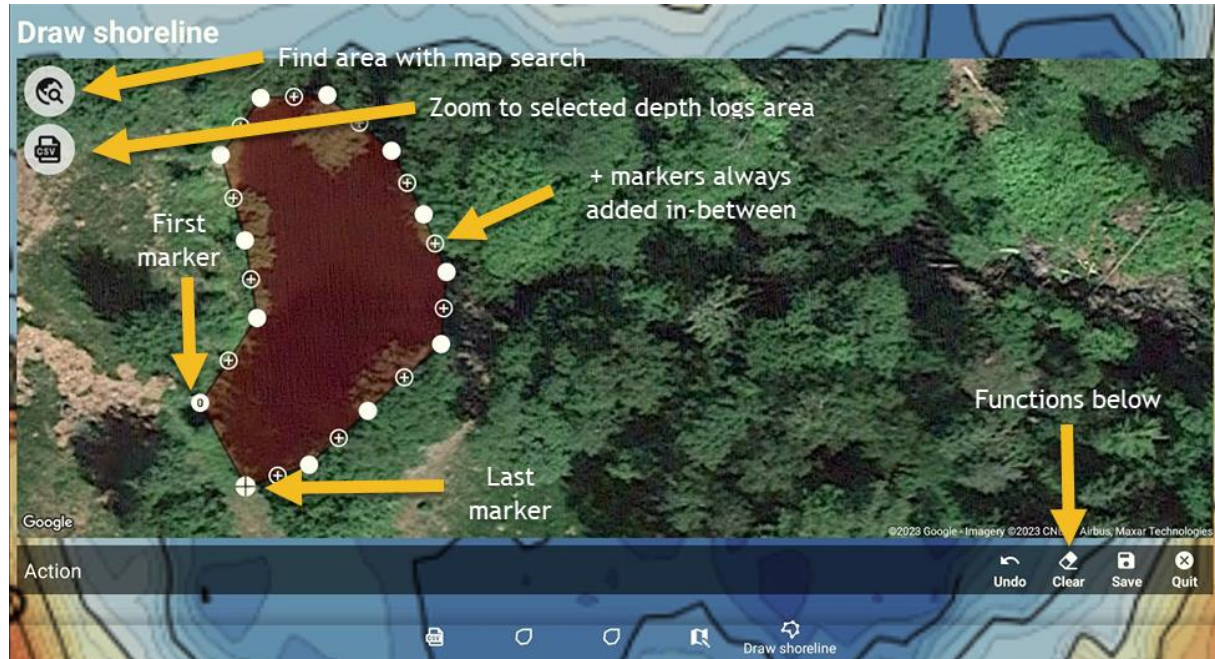 Draw shoreline
Find area with map search
Zoom to selected depth logs area
CSV
+ markers always
added in-between
First
marker
0
Functions below
Last
marker
Google
©2023 Google - Imagery ©2023 Airbus, Maxar Technologies
Action
Undo
Clear
Save
Quit
CSV
Draw shoreline